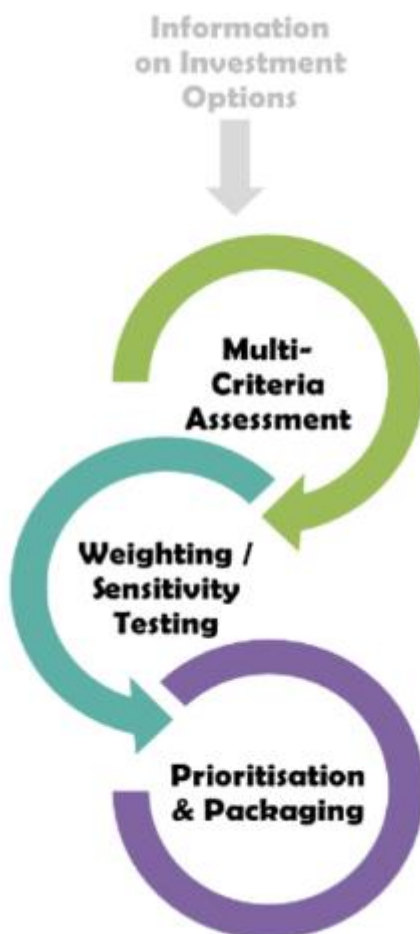 Information
on Investment
Options
Multi-
Criteria
Assessment
Weighting /
Sensitivity
Testing
Prioritisation
& Packaging